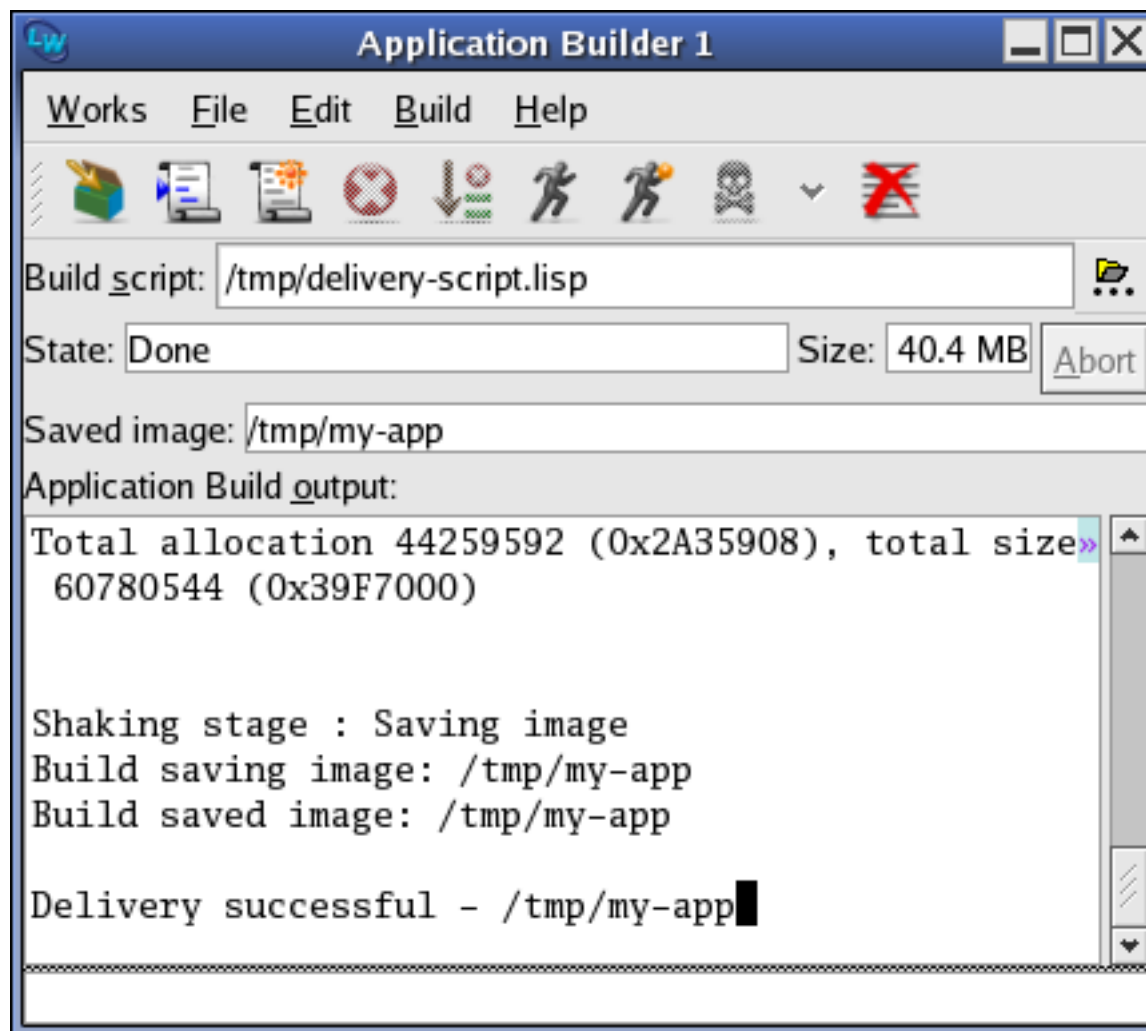 LW
Application Builder 1
Works File Edit Build Help
Build script: /tmp/delivery-script.lisp
State: Done Size: 40.4 MB Abort
Saved image: /tmp/my-app
Application Build output:
Total allocation 44259592 (0x2A35908), total size»
60780544 (0x39F7000)
Shaking stage : Saving image
Build saving image: /tmp/my-app
Build saved image: /tmp/my-app
Delivery successful - /tmp/my-app